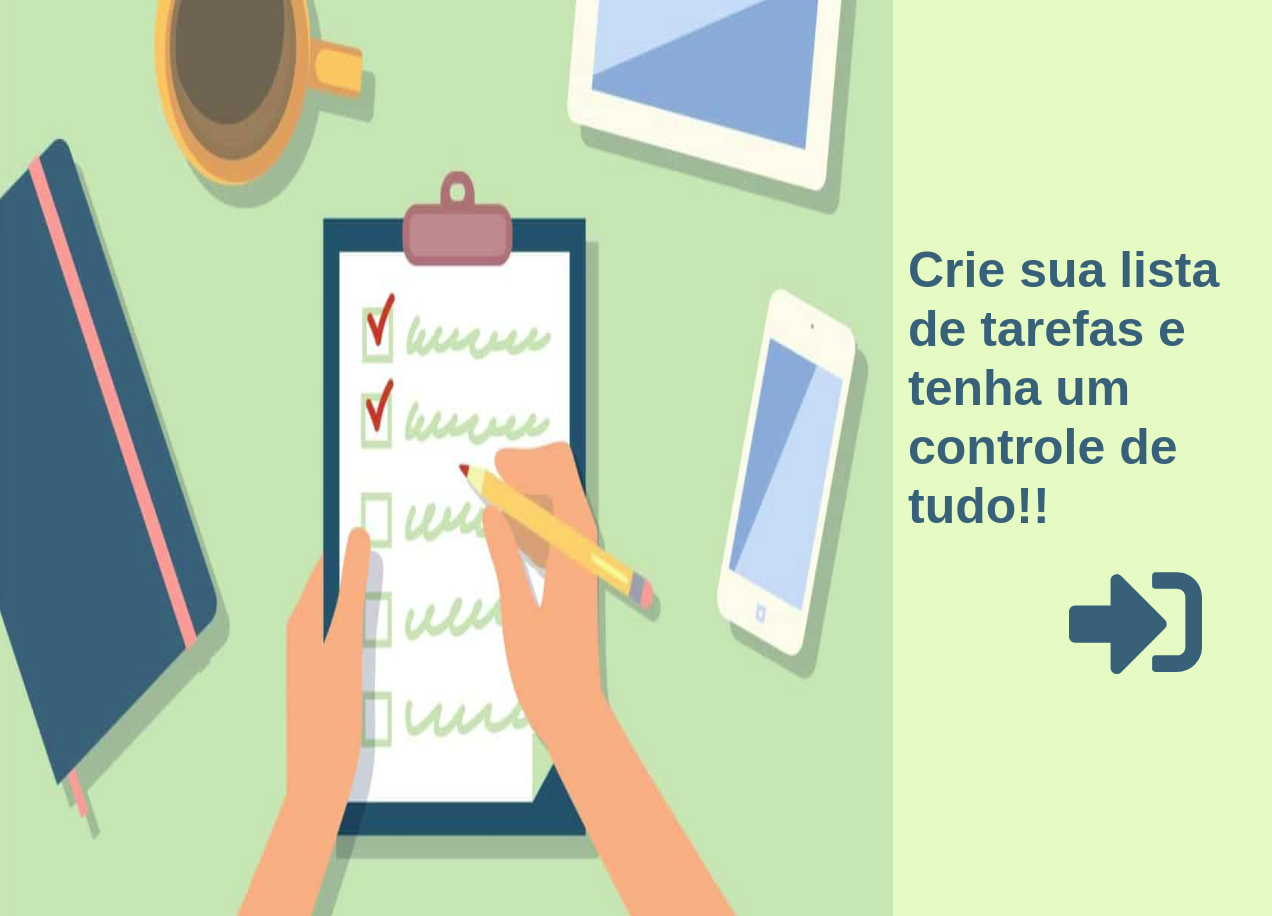 Crie sua lista
de tarefas e
tenha um
controle de
tudo!!